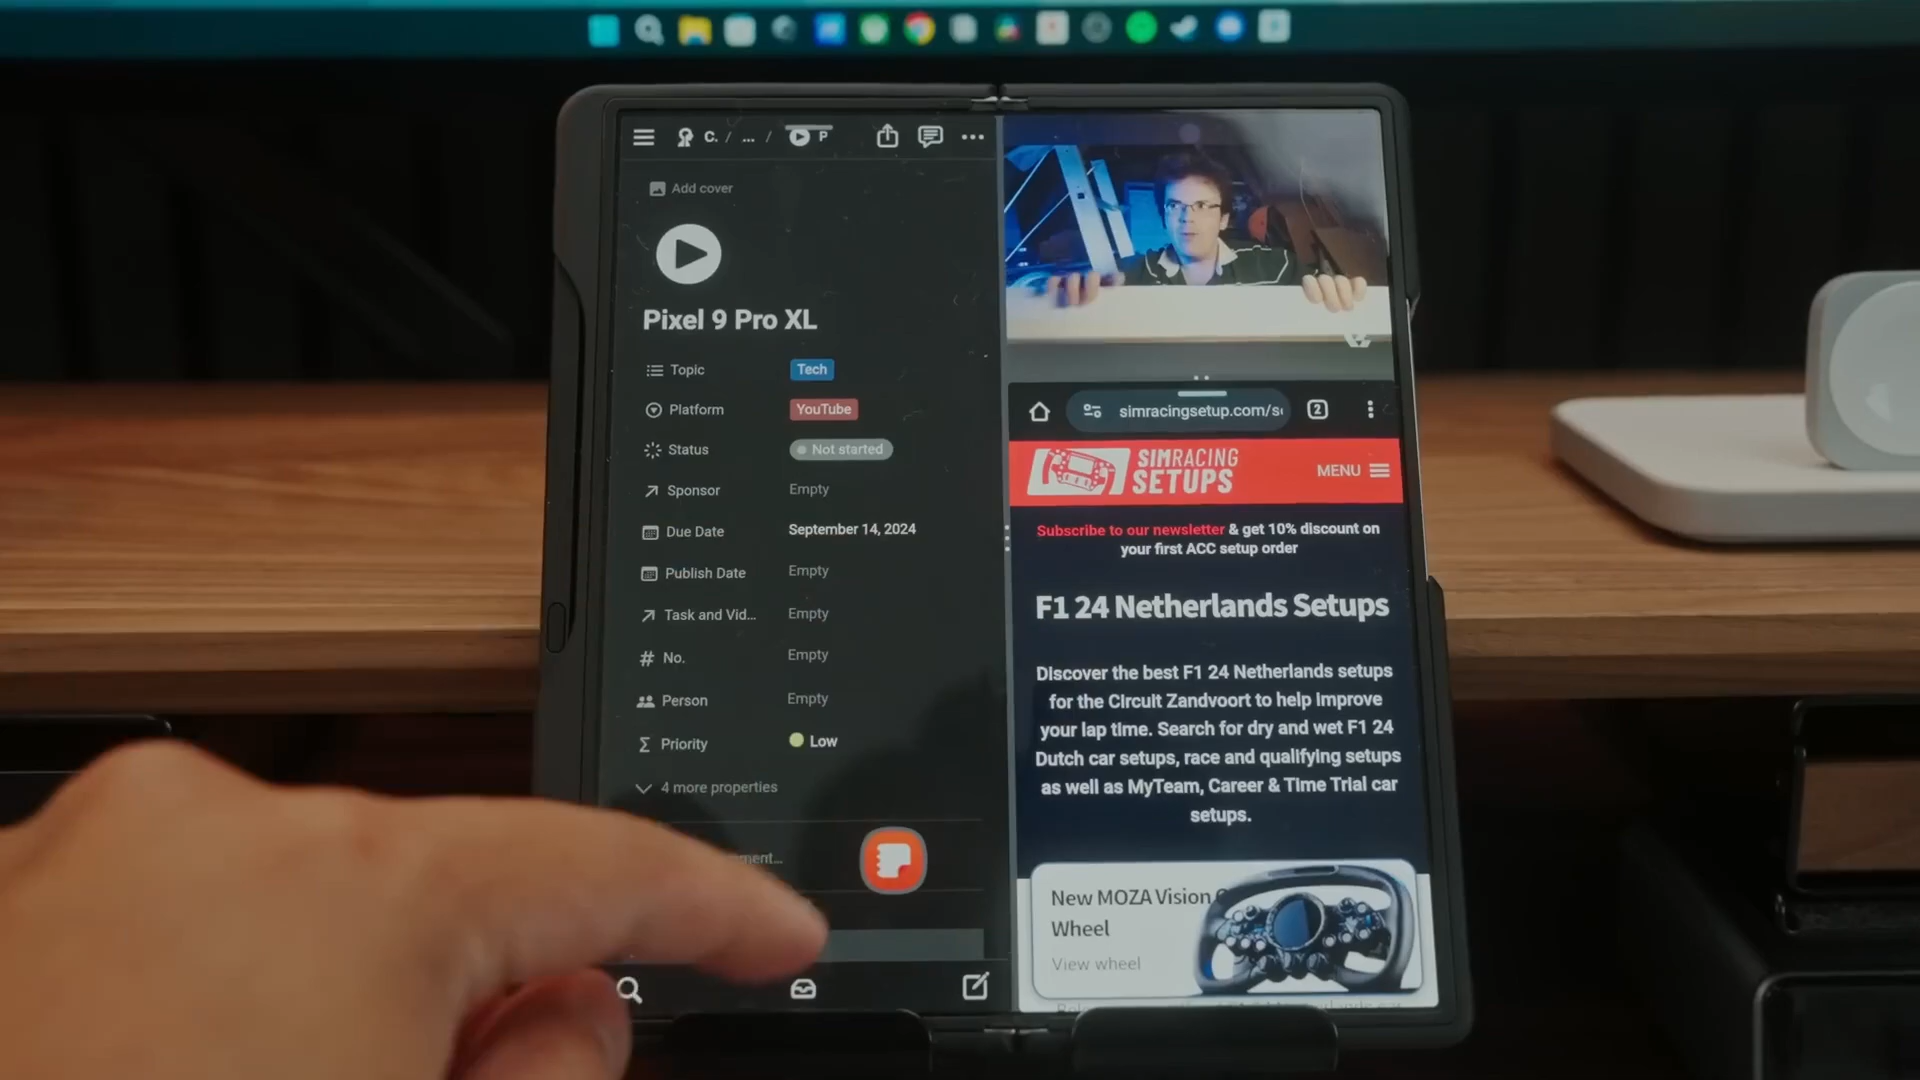 C. / ... / P
Add cover
Pixel 9 Pro XL
Topic Tech
Platform YouTube
Status Not started
Sponsor Empty
Due Date September 14, 2024
Publish Date Empty
Task and Vid... Empty
No. Empty
Person Empty
Priority Low
4 more properties
simracingsetup.com/s
2
SIMRACING
SETUPS
MENU
Subscribe to our newsletter & get 10% discount on
your first ACC setup order
F1 24 Netherlands Setups
Discover the best F1 24 Netherlands setups
for the Circuit Zandvoort to help improve
your lap time. Search for dry and wet F1 24
Dutch car setups, race and qualifying setups
as well as MyTeam, Career & Time Trial car
setups.
New MOZA Vision
Wheel
View wheel